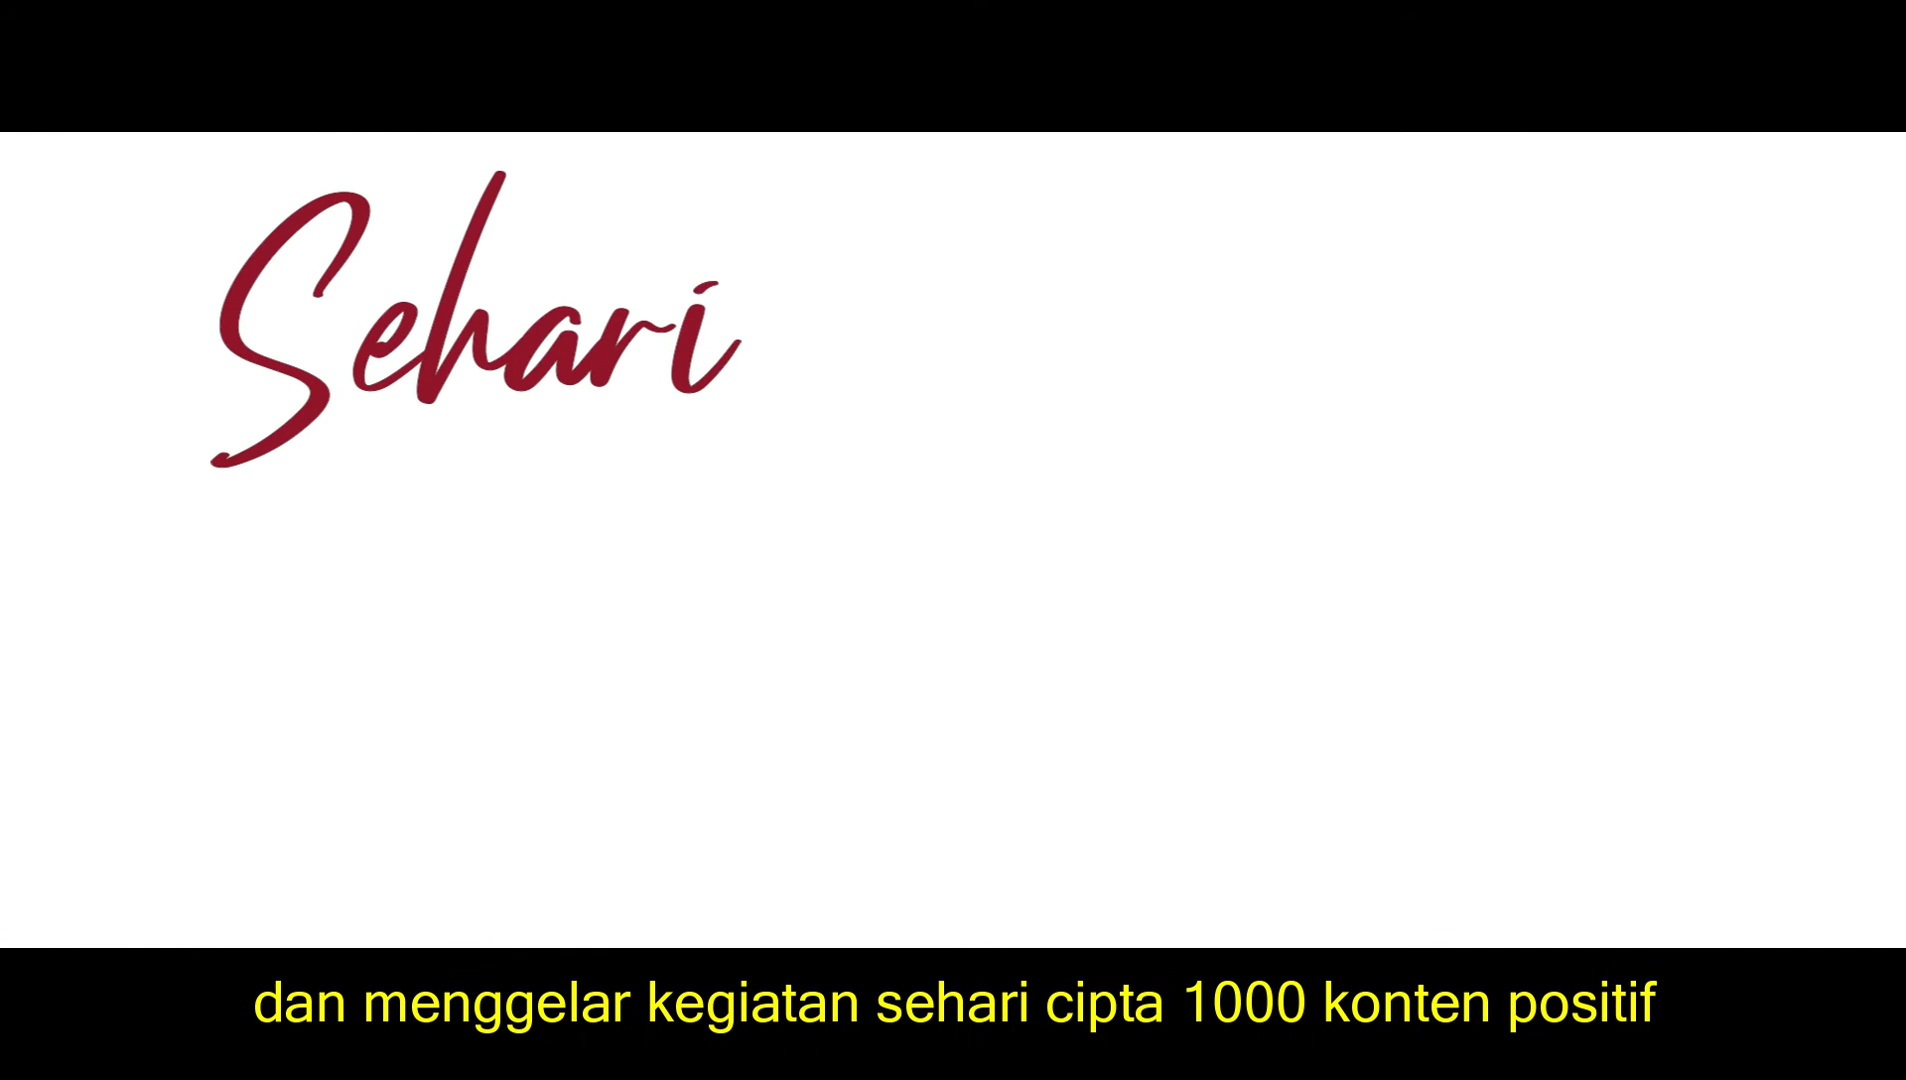 Sehari
dan menggelar kegiatan sehari cipta 1000 konten positif